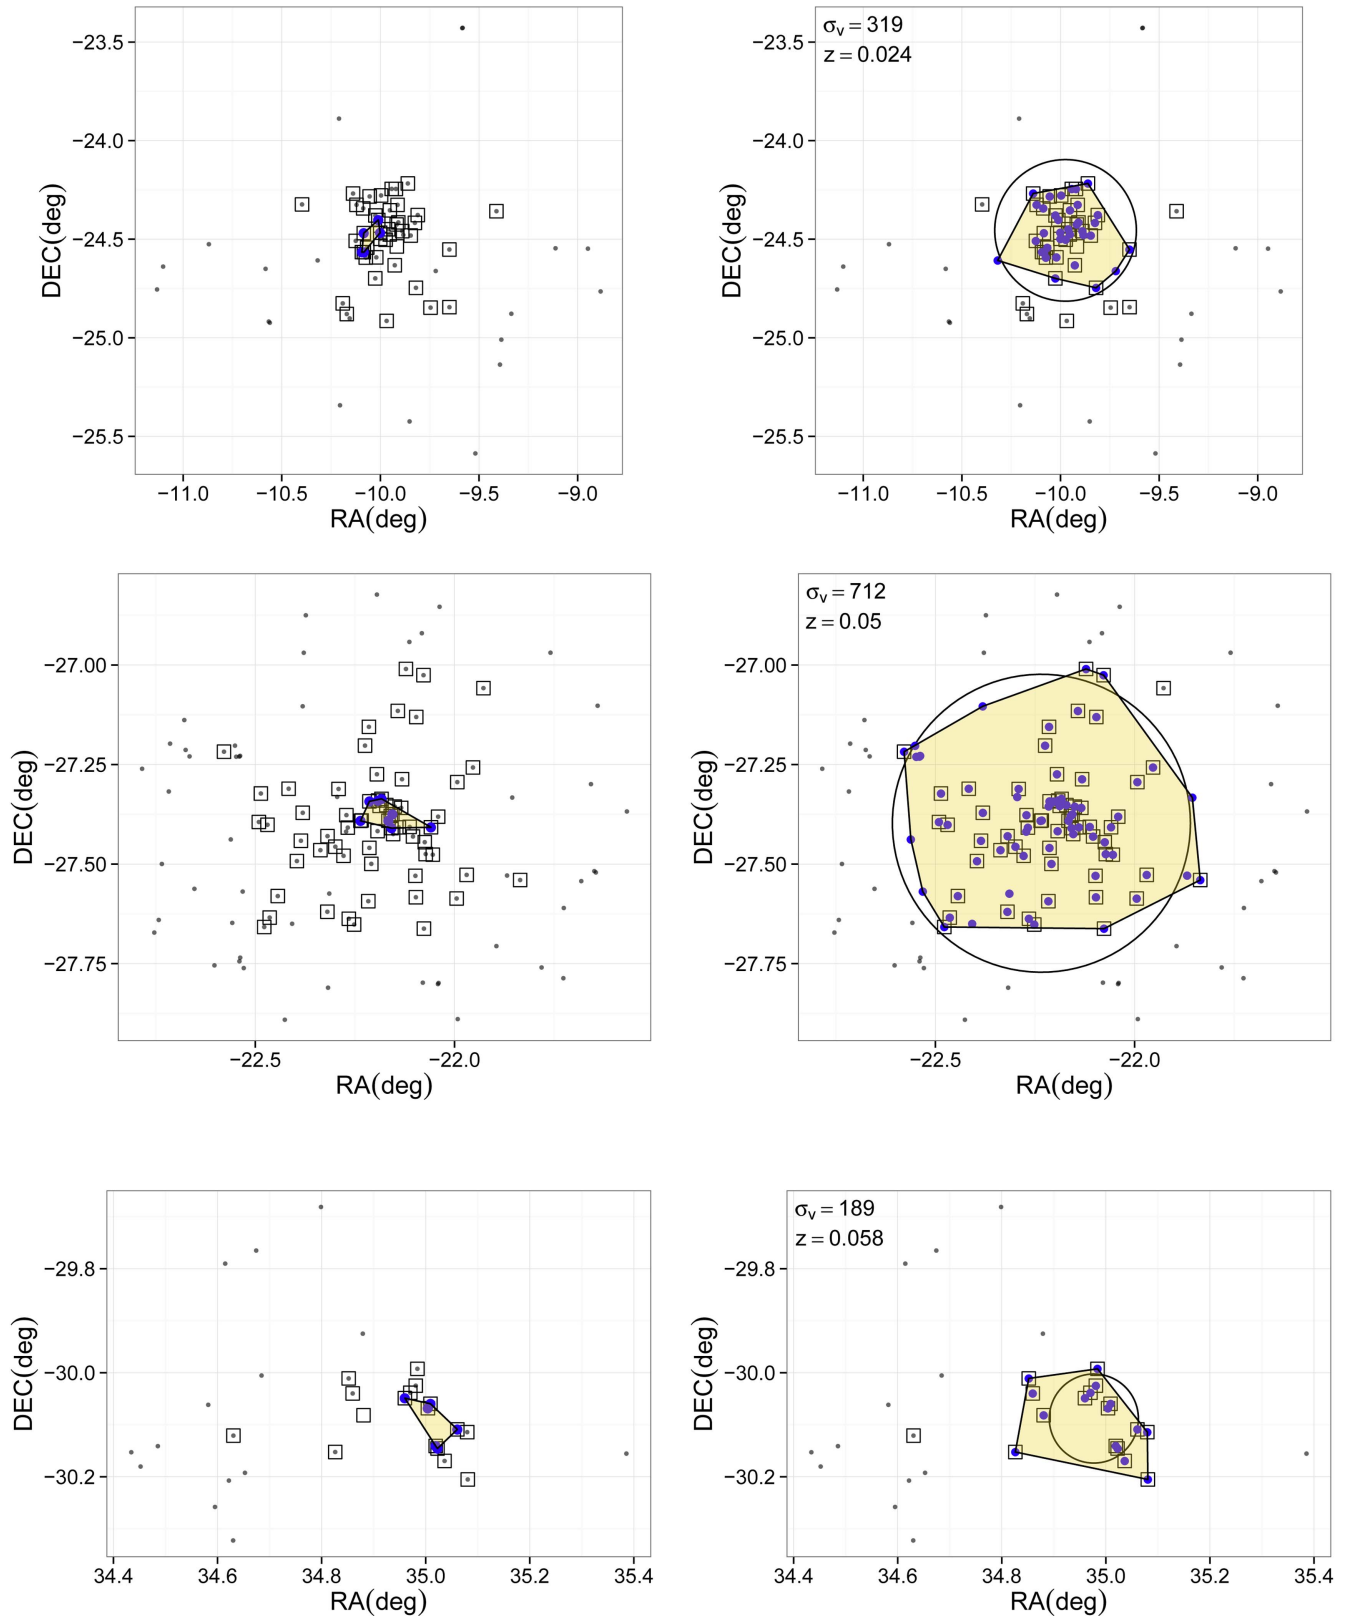 −23.5
−24.0
−24.5
−25.0
−25.5
DEC(deg)
−11.0 −10.5 −10.0 −9.5 −9.0
RA(deg)
σv = 319
z = 0.024
−23.5
−24.0
−24.5
−25.0
−25.5
DEC(deg)
−11.0 −10.5 −10.0 −9.5 −9.0
RA(deg)
−27.00
−27.25
−27.50
−27.75
DEC(deg)
−22.5 −22.0
RA(deg)
σv = 712
z = 0.05
−27.00
−27.25
−27.50
−27.75
DEC(deg)
−22.5 −22.0
RA(deg)
−29.8
−30.0
−30.2
DEC(deg)
34.4 34.6 34.8 35.0 35.2 35.4
RA(deg)
σv = 189
z = 0.058
−29.8
−30.0
−30.2
DEC(deg)
34.4 34.6 34.8 35.0 35.2 35.4
RA(deg)